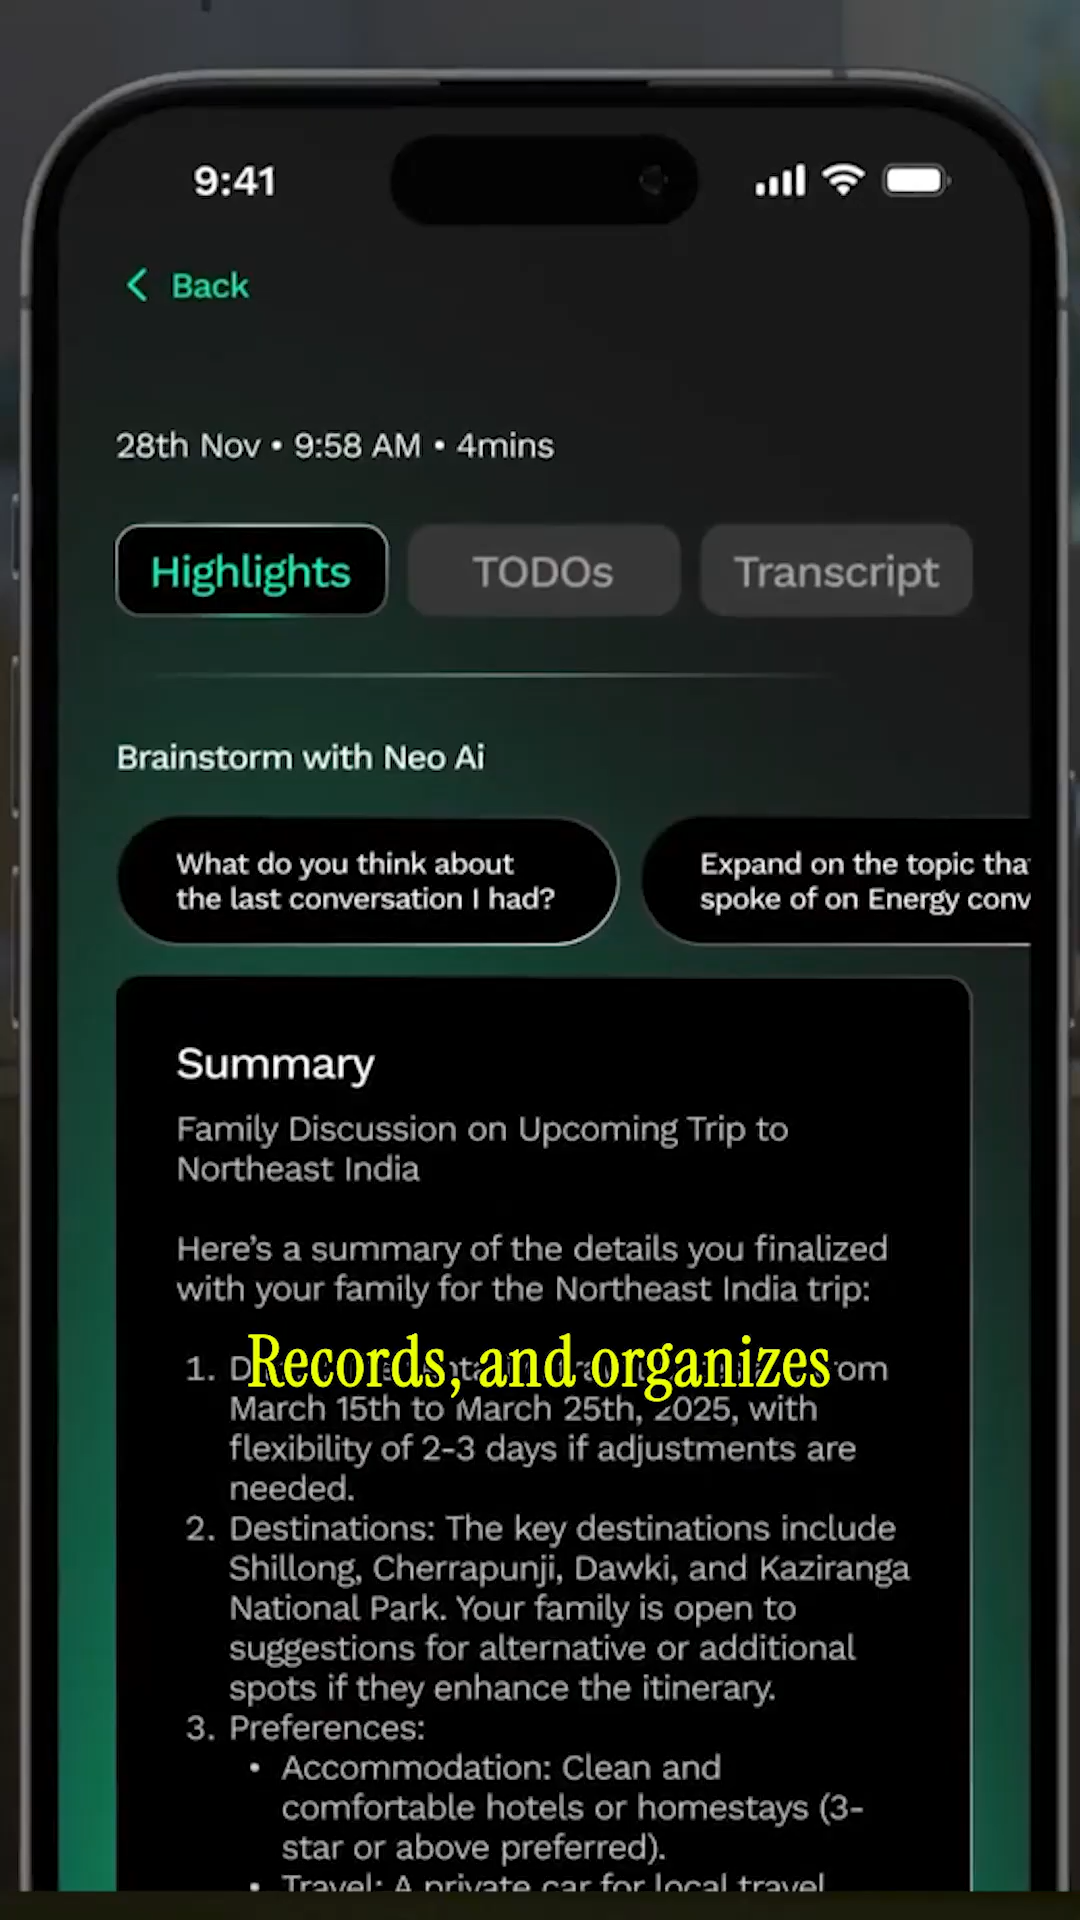 9:41
Back
28th Nov • 9:58 AM • 4mins
Highlights
TODOs
Transcript
Brainstorm with Neo Ai
What do you think about
the last conversation I had?
Expand on the topic
spoke of on Energy
Summary
Family Discussion on Upcoming Trip to
Northeast India
Here's a summary of the details you finalized
with your family for the Northeast India trip:
Records, and organizes
1.
March 15th to March 25th, 2025, with
flexibility of 2-3 days if adjustments are
needed.
2. Destinations: The key destinations include
Shillong, Cherrapunji, Dawki, and Kaziranga
National Park. Your family is open to
suggestions for alternative or additional
spots if they enhance the itinerary.
3. Preferences:
• Accommodation: Clean and
comfortable hotels or homestays (3-
star or above preferred).
• Travel: A private car for local travel